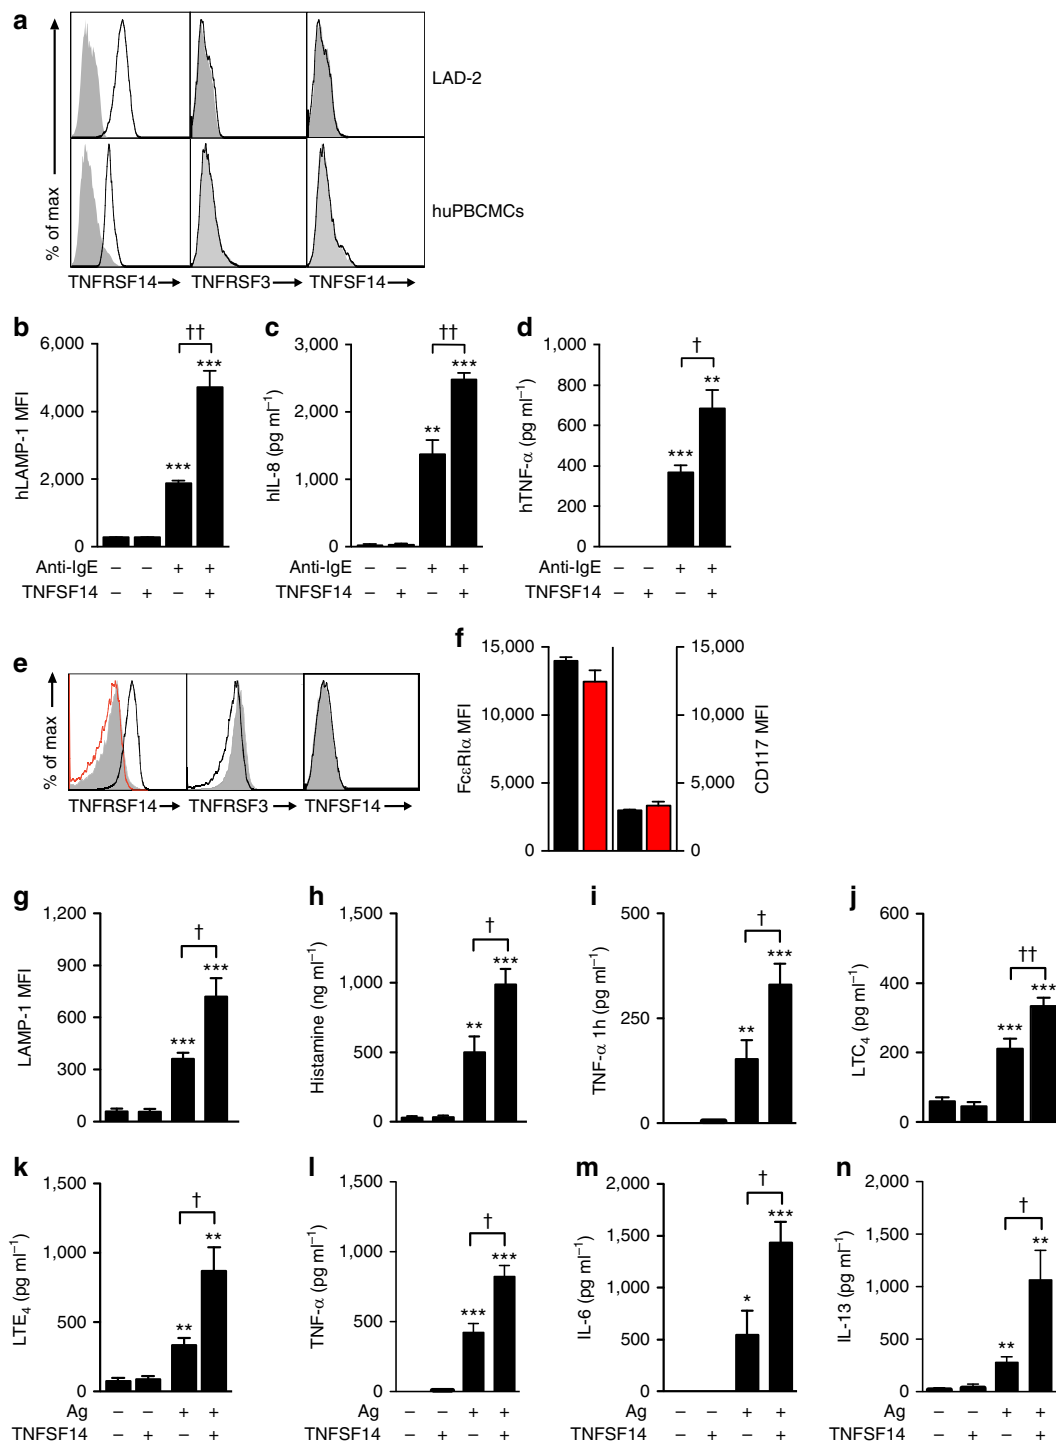 a
% of max
LAD-2
huPBCMCs
TNFRSF14 TNFRSF3 TNFSF14
b
hLAMP-1 MFI
6,000
4,000
2,000
0
††
***
***
Anti-IgE – – + +
TNFSF14 – + – +
c
hIL-8 (pg ml–1)
3,000
2,000
1,000
0
††
**
***
Anti-IgE – – + +
TNFSF14 – + – +
d
hTNF-α (pg ml–1)
1,000
800
600
400
200
0
†
***
**
Anti-IgE – – + +
TNFSF14 – + – +
e
% of max
TNFRSF14 TNFRSF3 TNFSF14
f
FcεRIα MFI
15,000
10,000
5,000
0
15,000
10,000
5,000
0
CD117 MFI
g
LAMP-1 MFI
1,200
900
600
300
0
†
***
***
h
Histamine (ng ml–1)
1,500
1,000
500
0
†
**
***
i
TNF-α 1h (pg ml–1)
500
250
0
†
**
***
j
LTC4 (pg ml–1)
600
400
200
0
††
***
***
k
LTE4 (pg ml–1)
1,500
1,000
500
0
†
**
**
Ag – – + +
TNFSF14 – + – +
l
TNF-α (pg ml–1)
1,500
1,000
500
0
†
***
***
Ag – – + +
TNFSF14 – + – +
m
IL-6 (pg ml–1)
2,000
1,500
1,000
500
0
†
*
***
Ag – – + +
TNFSF14 – + – +
n
IL-13 (pg ml–1)
2,000
1,500
1,000
500
0
†
**
**
Ag – – + +
TNFSF14 – + – +